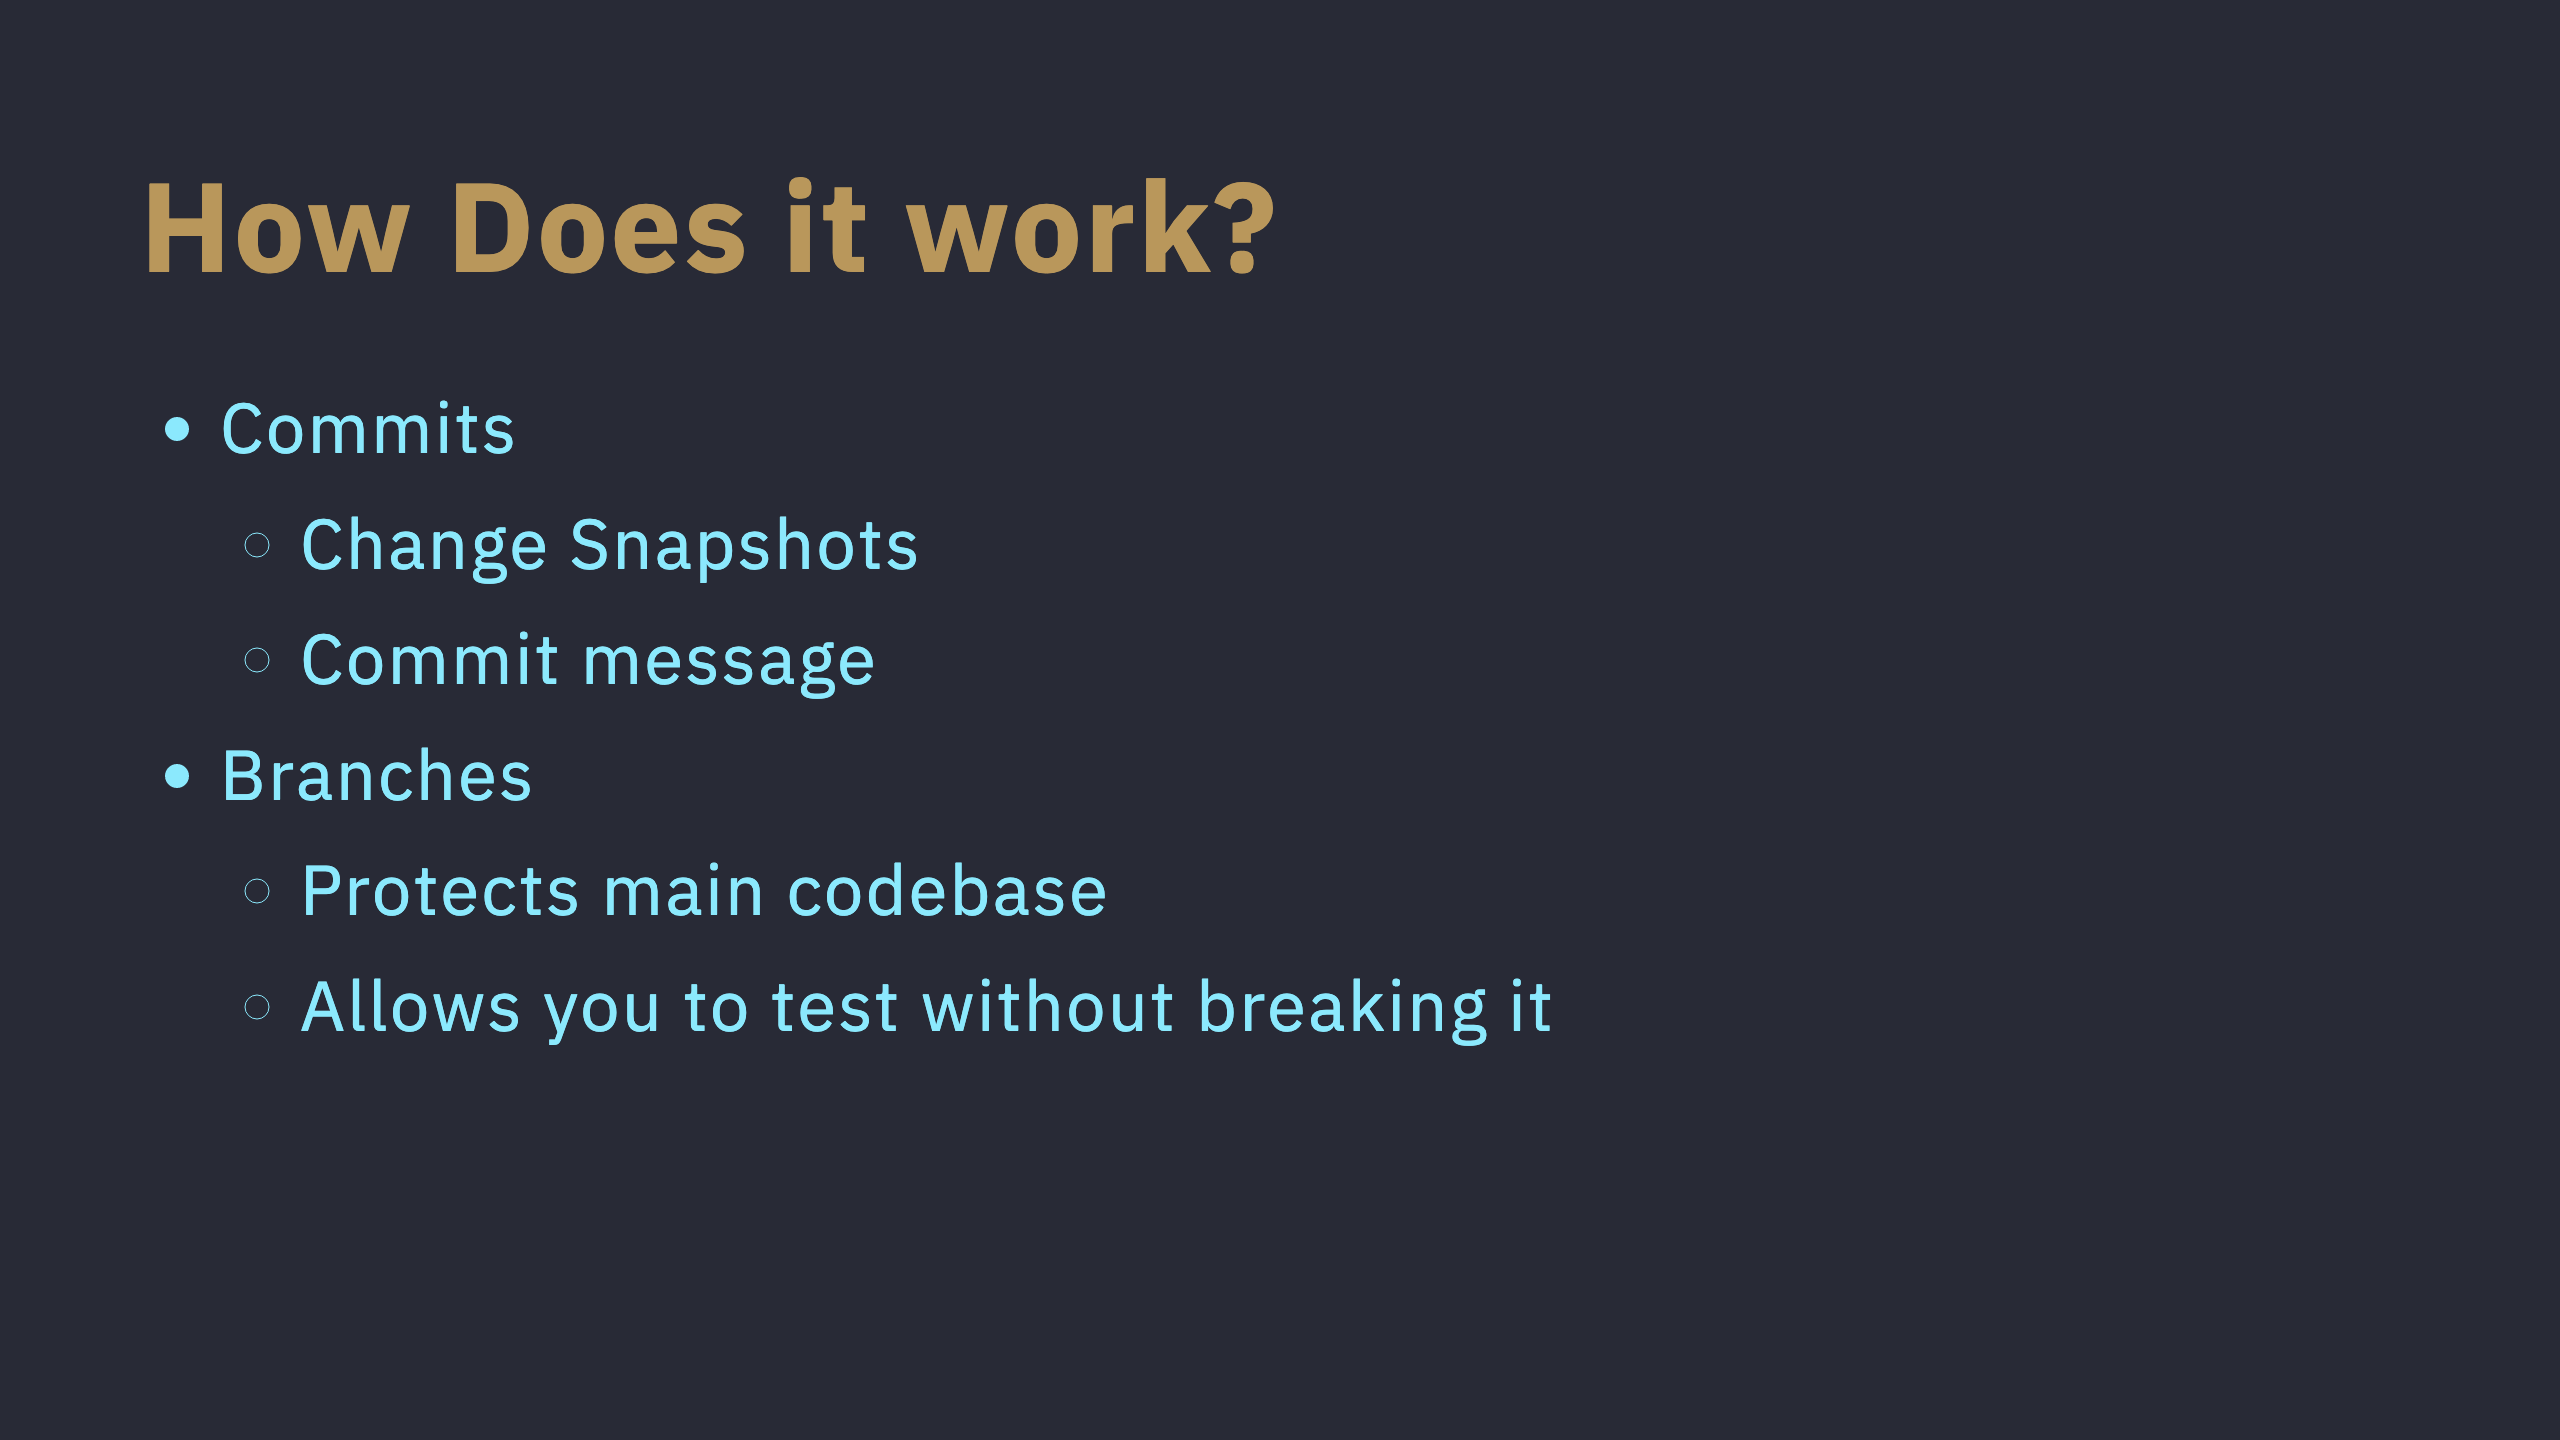 How Does it work?
Commits
Change Snapshots
Commit message
Branches
Protects main codebase
Allows you to test without breaking it